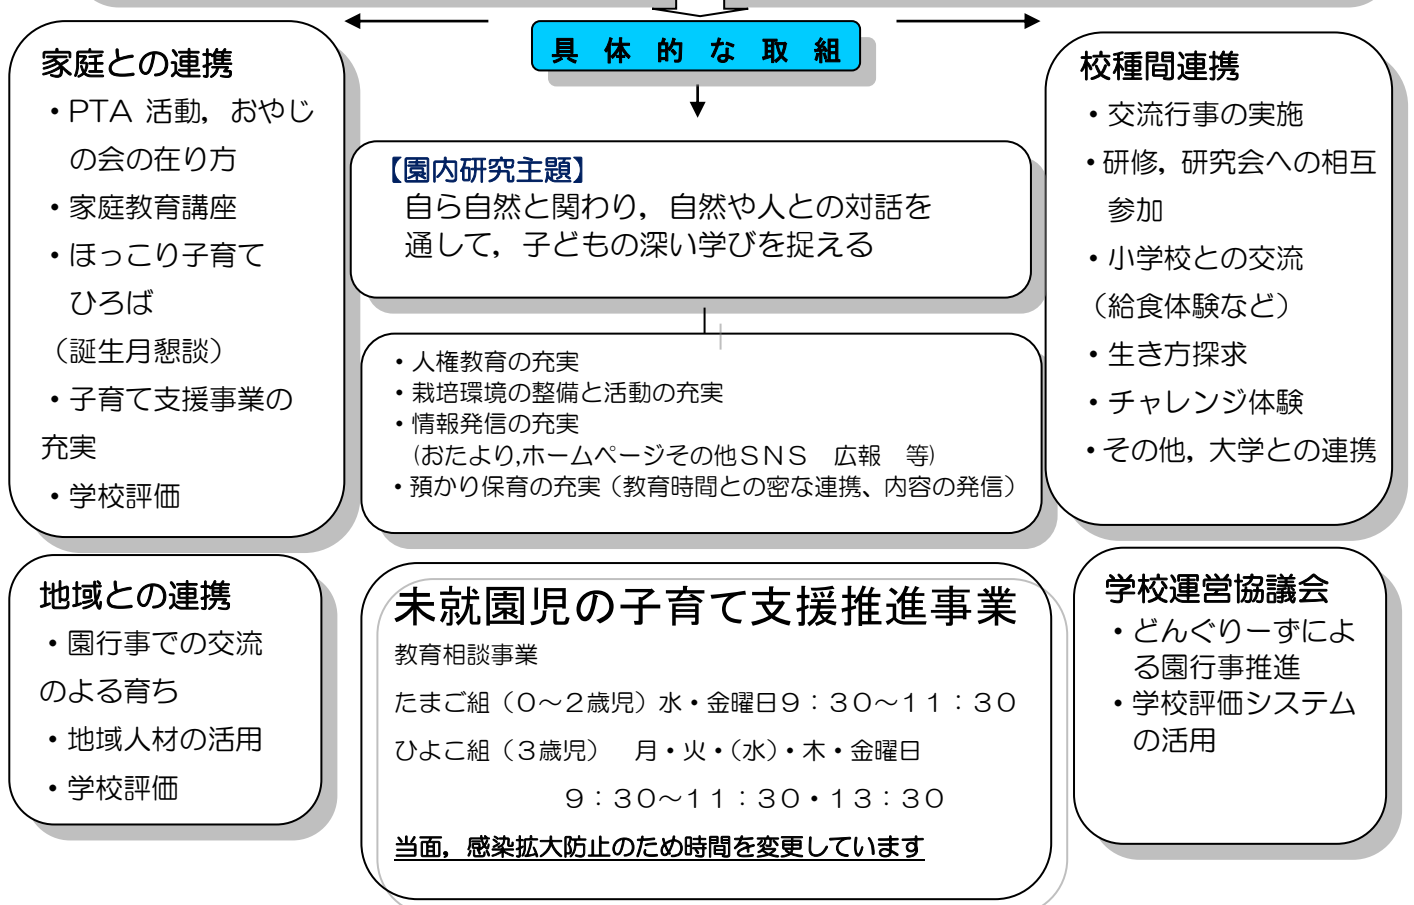 具体的な取組
家庭との連携
・PTA 活動，おやじ
の会の在り方
・家庭教育講座
・ほっこり子育て
ひろば
（誕生月懇談）
・子育て支援事業の
充実
・学校評価
【園内研究主題】
自ら自然と関わり，自然や人との対話を
通して，子どもの深い学びを捉える
・人権教育の充実
・栽培環境の整備と活動の充実
・情報発信の充実
(おたより,ホームページその他ＳＮＳ　広報　等)
・預かり保育の充実（教育時間との密な連携、内容の発信）
校種間連携
・交流行事の実施
・研修，研究会への相互
参加
・小学校との交流
（給食体験など）
・生き方探求
・チャレンジ体験
・その他，大学との連携
地域との連携
・園行事での交流
のよる育ち
・地域人材の活用
・学校評価
未就園児の子育て支援推進事業
教育相談事業
たまご組（０～２歳児）水・金曜日９：３０～１１：３０
ひよこ組（３歳児）　月・火・（水）・木・金曜日
９：３０～１１：３０・１３：３０
当面，感染拡大防止のため時間を変更しています
学校運営協議会
・どんぐりーずによ
る園行事推進
・学校評価システム
の活用